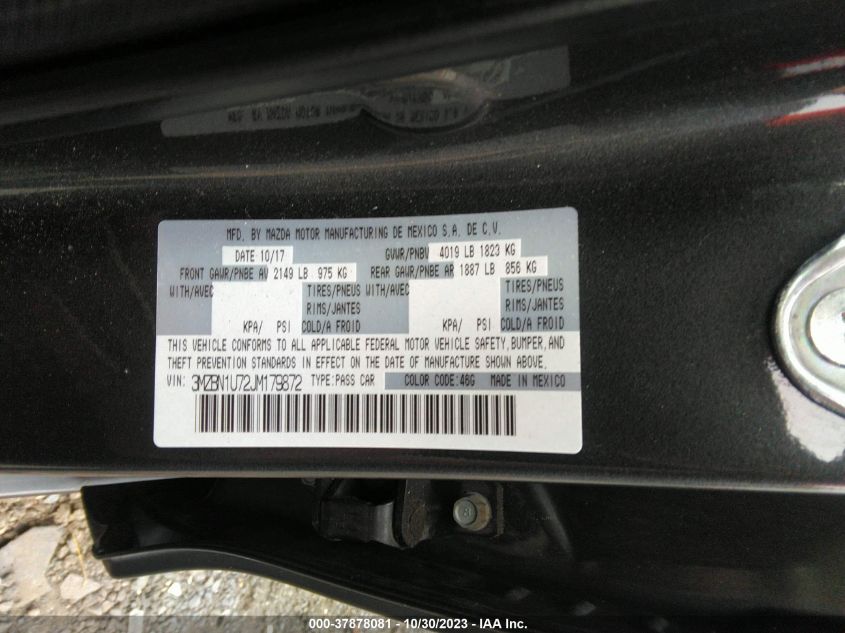 MFD. BY MAZDA MOTOR MANUFACTURING DE MEXICO S.A. DE C.V.
DATE 10/17 GVWR/PNBV 4019 LB 1823 KG
FRONT GAWR/PNBE AV 2149 LB 975 KG REAR GAWR/PNBE AR 1887 LB 856 KG
WITH/AVEC TIRES/PNEUS WITH/AVEC TIRES/PNEUS
RIMS/JANTES RIMS/JANTES
KPA/ PSI COLD/A FROID KPA/ PSI COLD/A FROID
THIS VEHICLE CONFORMS TO ALL APPLICABLE FEDERAL MOTOR VEHICLE SAFETY, BUMPER, AND
THEFT PREVENTION STANDARDS IN EFFECT ON THE DATE OF MANUFACTURE SHOWN ABOVE.
VIN: 3MZBN1U72JM179872 TYPE:PASS CAR COLOR CODE:46G MADE IN MEXICO
8
000-37878081 - 10/30/2023 - IAA Inc.